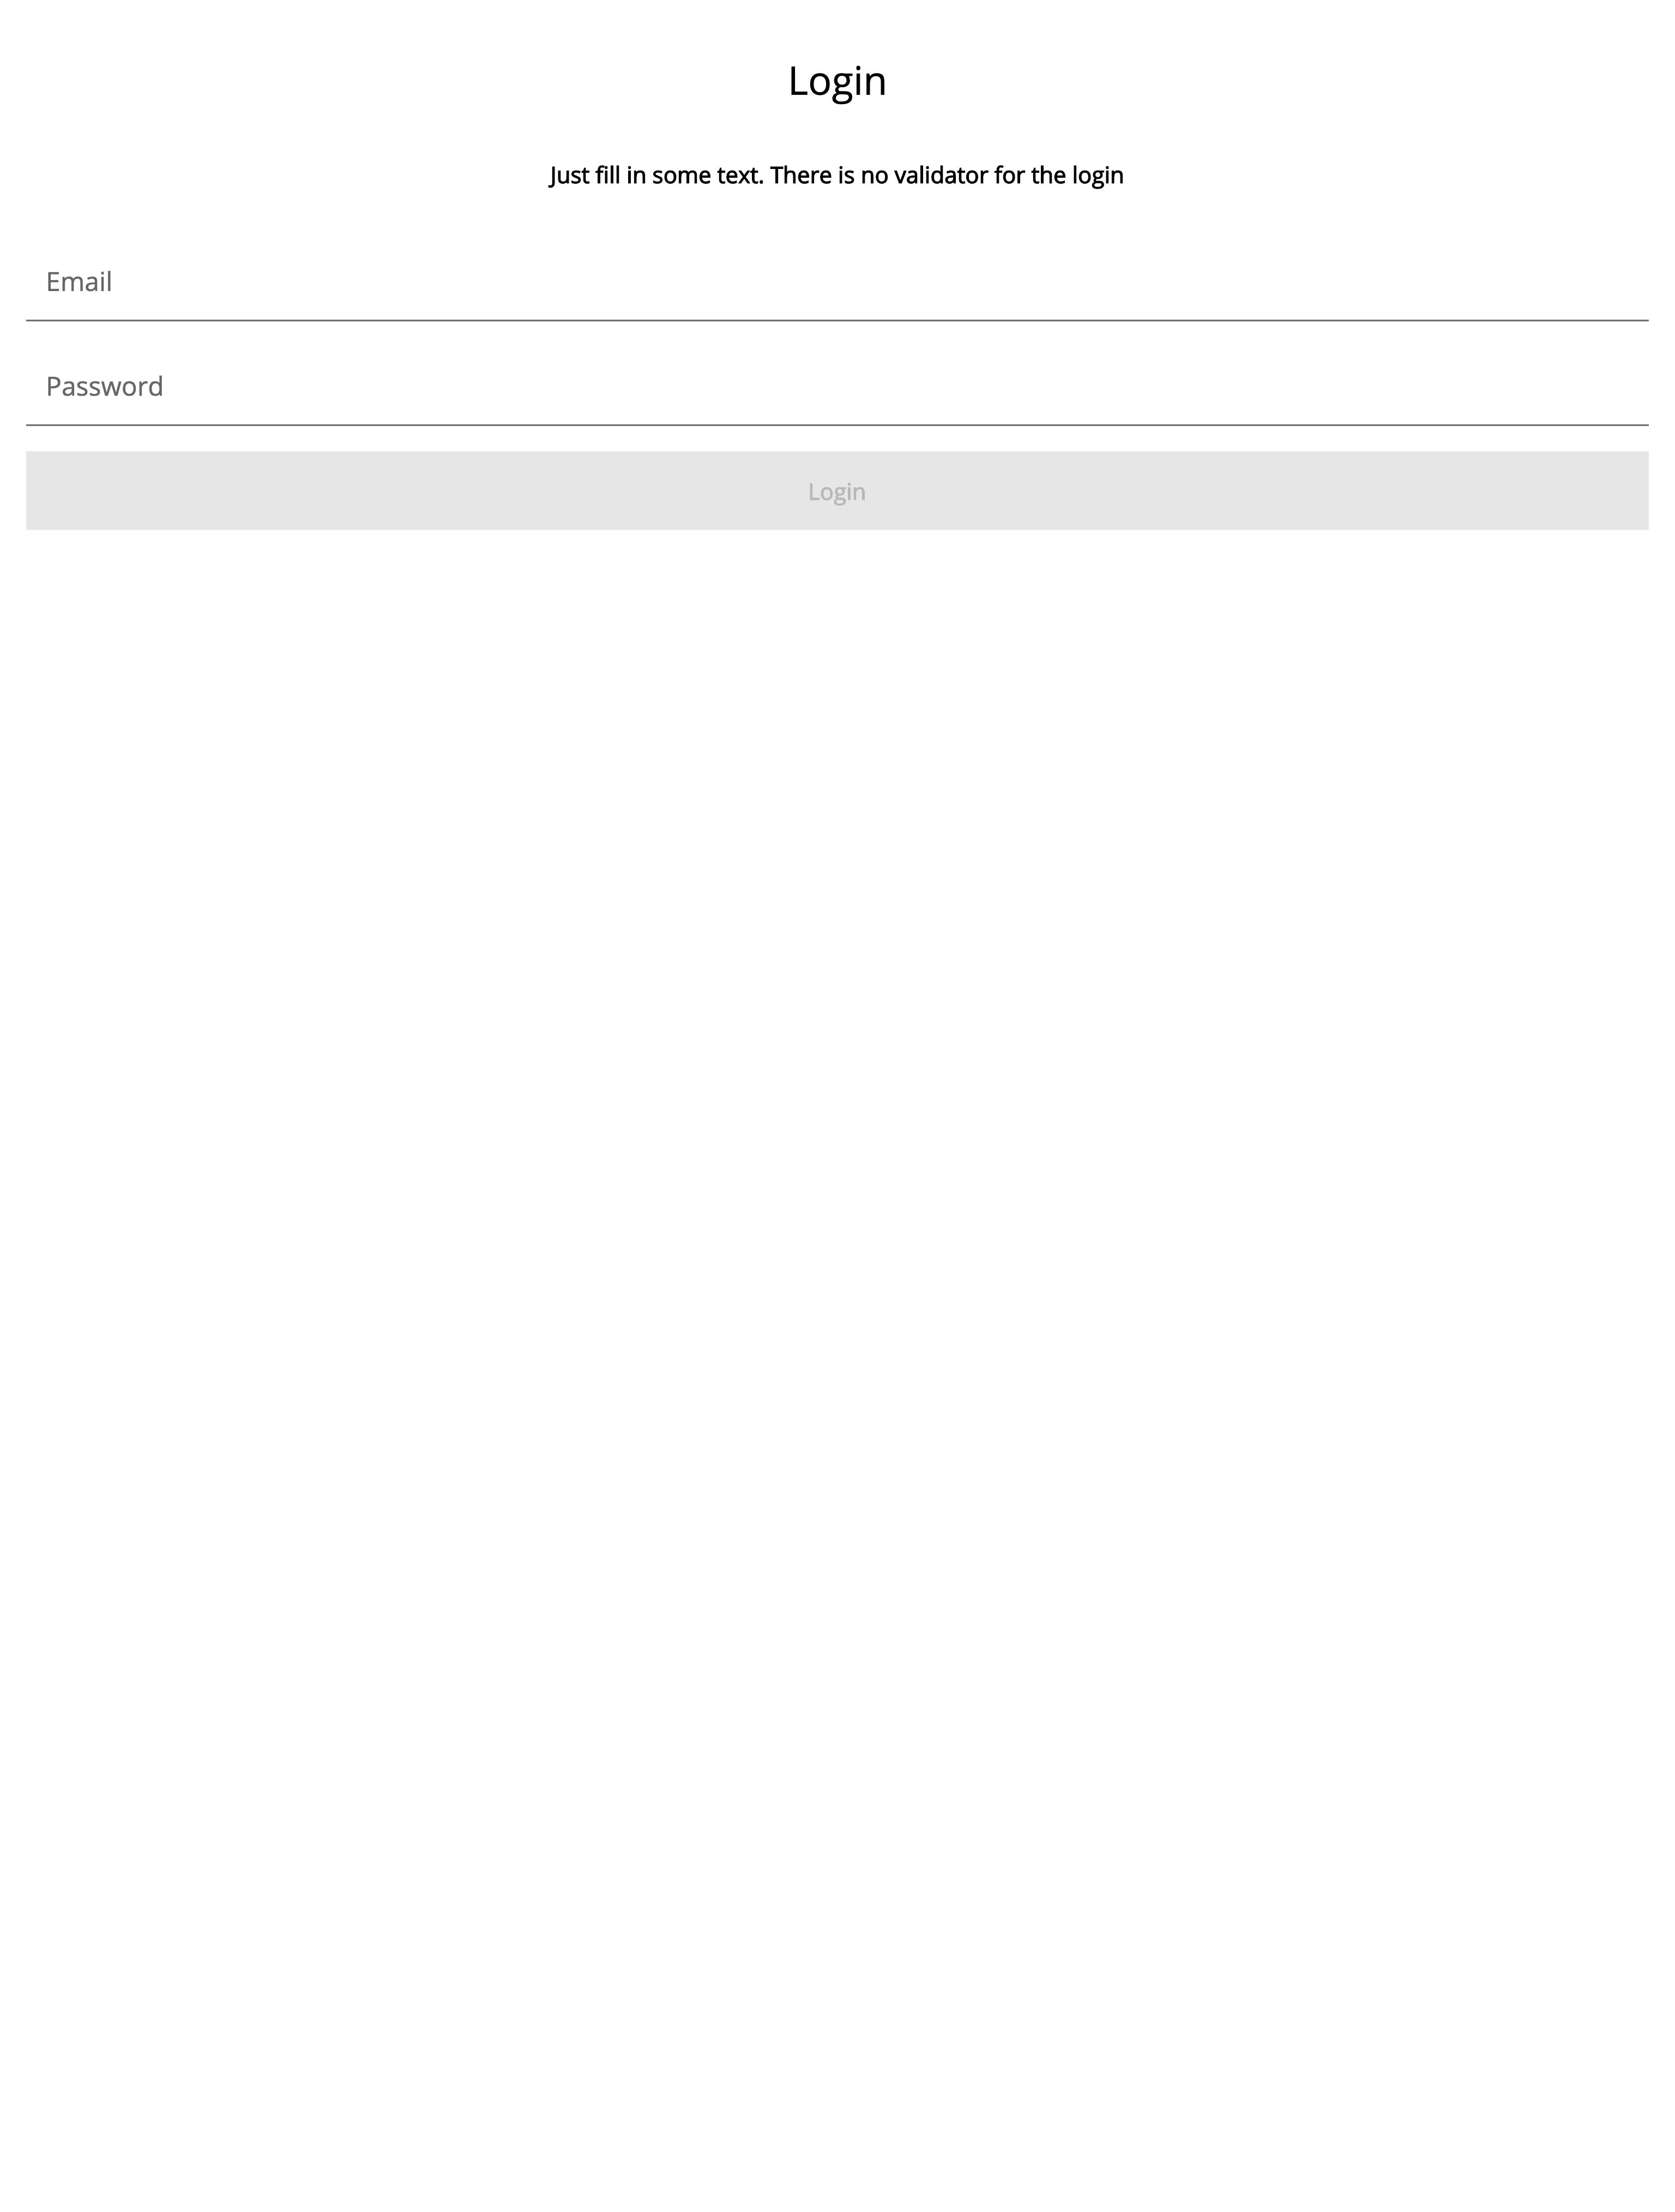 Login
Just fill in some text. There is no validator for the login
Email
Password
Login